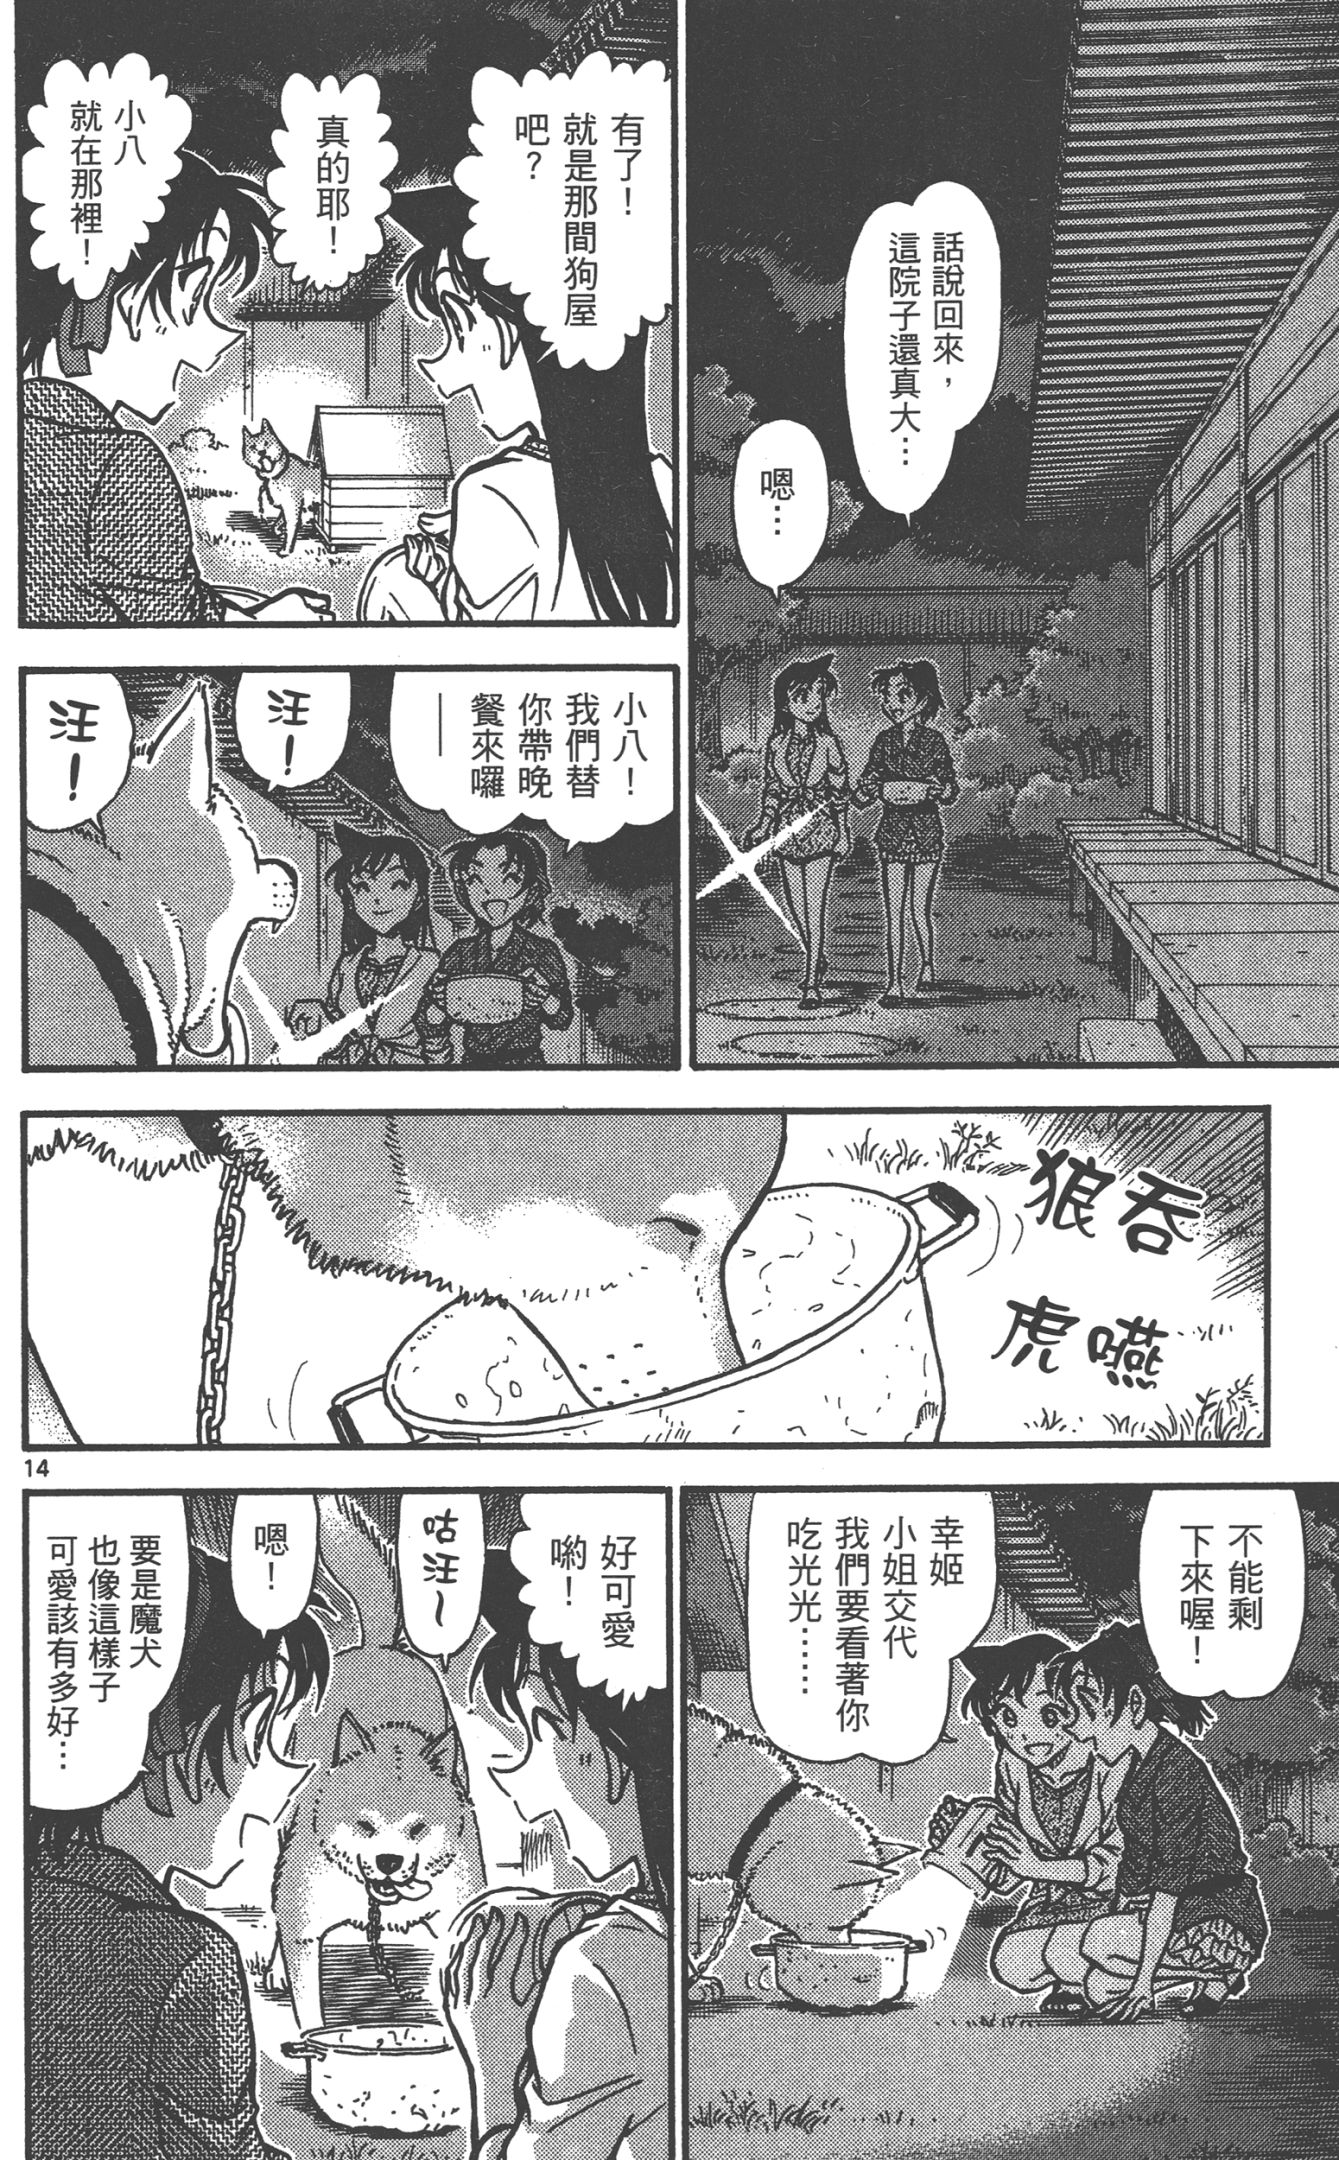 話說回來，
這院子還真大…
嗯…
有了！
就是那間狗屋
吧？
真的耶！
小八
就在那裡！
小八！
我們替
你帶晚
餐來囉
——
汪！
汪！
狼吞
虎嚥
不能剩
下來喔！
幸姬
小姐交代
我們要看著你
吃光光……
好可愛
喲！
咕汪～
嗯！
要是魔犬
也像這樣子
可愛該有多好…
14